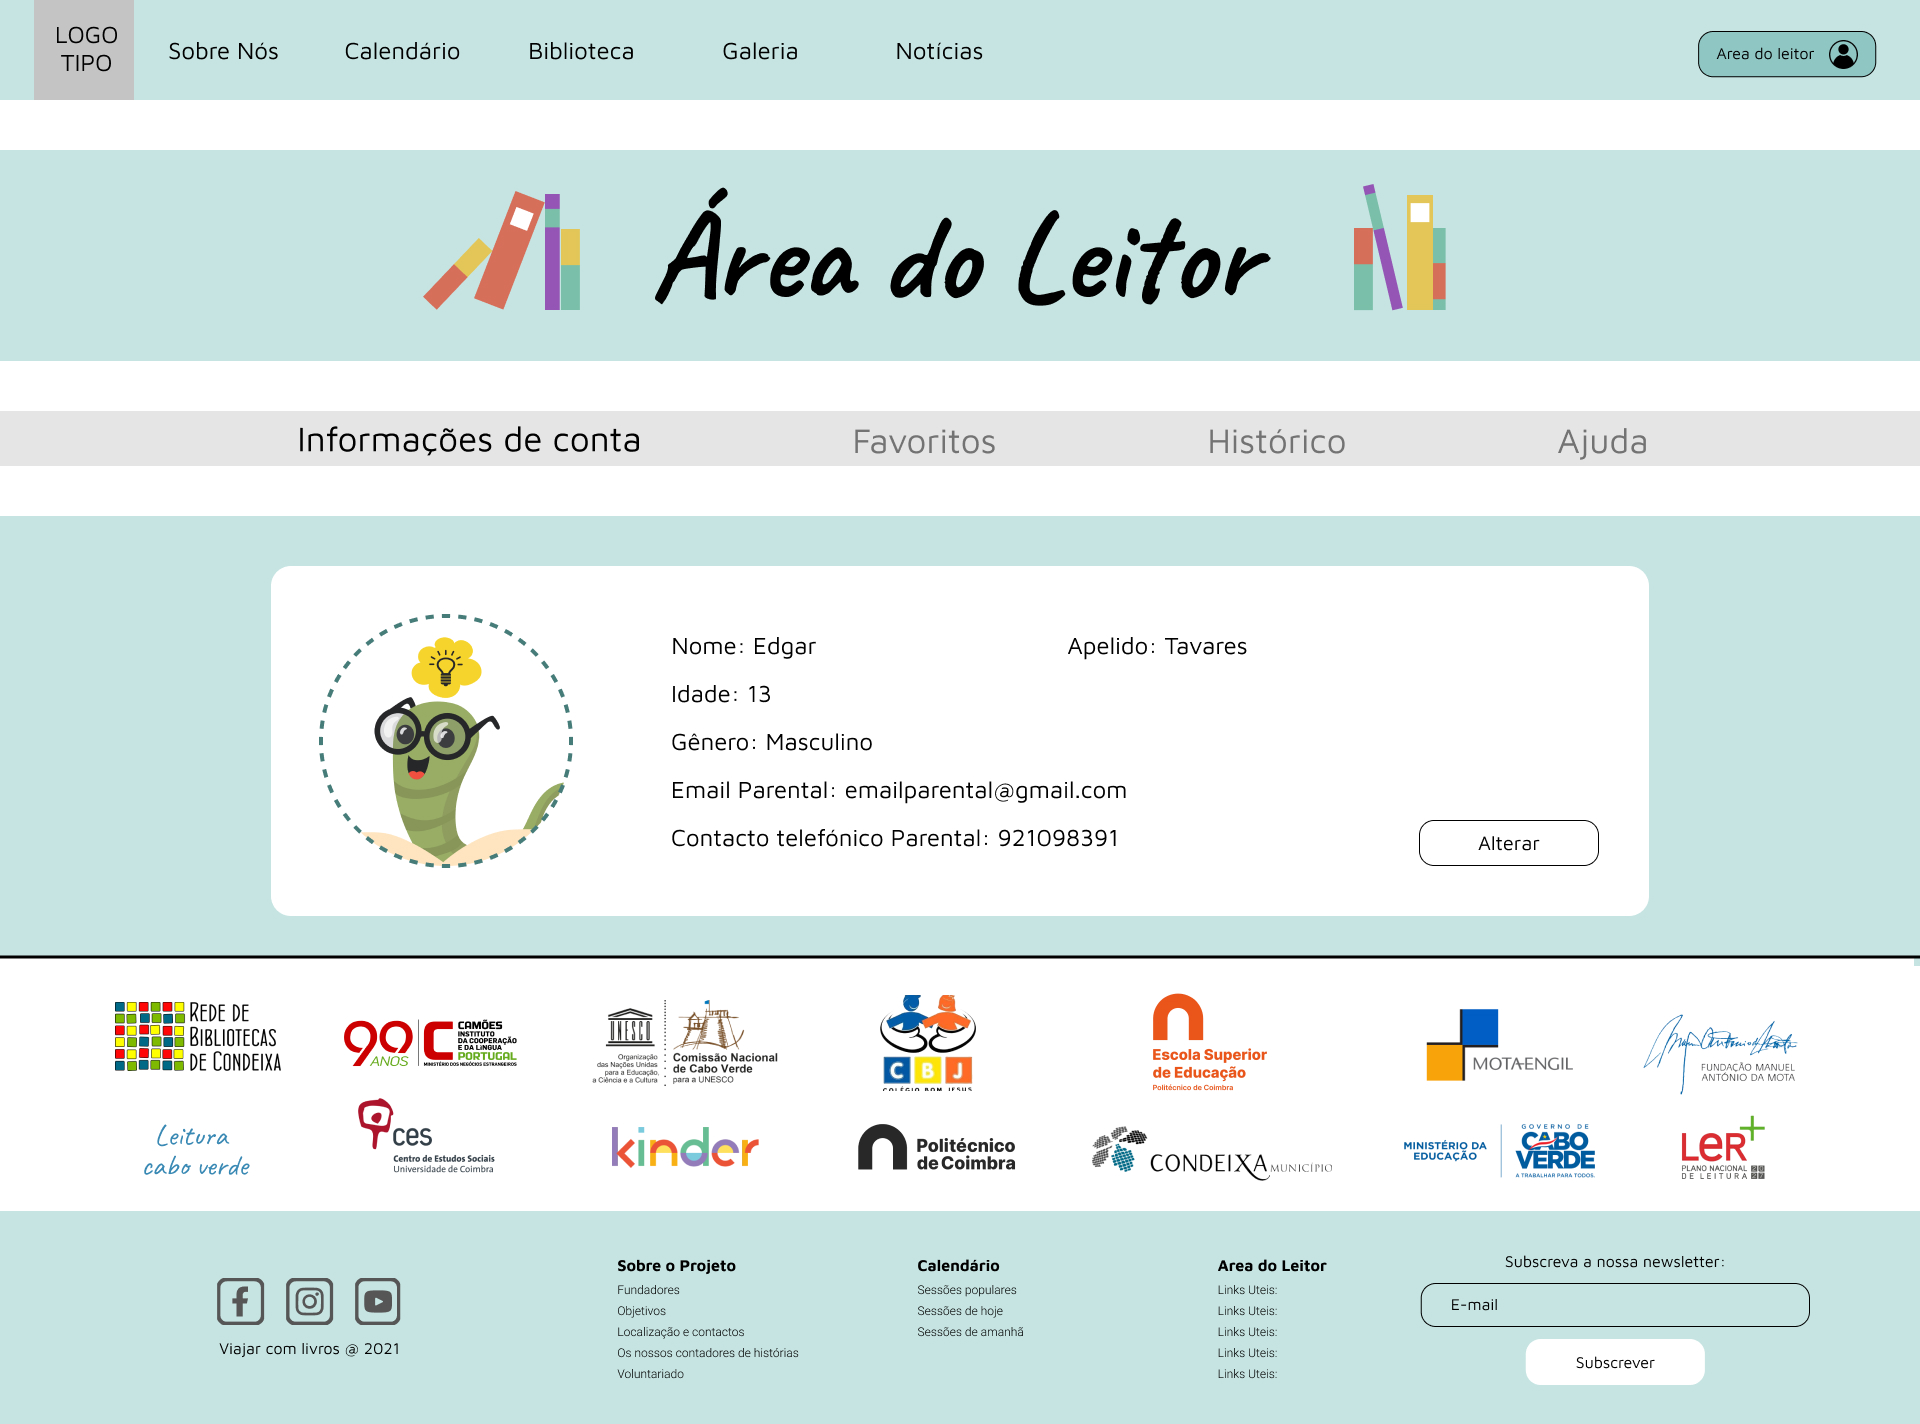 LOGO
TIPO
Sobre Nós
Calendário
Biblioteca
Galeria
Notícias
Area do leitor
Área do Leitor
Informações de conta
Favoritos
Histórico
Ajuda
Nome: Edgar
Apelido: Tavares
Idade: 13
Gênero: Masculino
Email Parental: emailparental@gmail.com
Contacto telefónico Parental: 921098391
Alterar
REDE DE
BIBLIOTECAS
DE CONDEIXA
90
ANOS
CAMÕES
INSTITUTO
DA COOPERAÇÃO
E DA LÍNGUA
PORTUGAL
MINISTÉRIO DOS NEGÓCIOS ESTRANGEIROS
UNESCO
Organização
das Nações Unidas
para a Educação,
a Ciência e a Cultura
Comissão Nacional
de Cabo Verde
para a UNESCO
CBJ
COLÉGIO BOM JESUS
Escola Superior
de Educação
Politécnico de Coimbra
MOTA-ENGIL
FUNDAÇÃO MANUEL
ANTÓNIO DA MOTA
Leitura
cabo verde
ces
Centro de Estudos Sociais
Universidade de Coimbra
kinder
Politécnico
de Coimbra
CONDEIXA MUNICÍPIO
MINISTÉRIO DA
EDUCAÇÃO
GOVERNO DE
CABO
VERDE
A TRABALHAR PARA TODOS.
LeR+
PLANO NACIONAL
DE LEITURA
Viajar com livros @ 2021
Sobre o Projeto
Fundadores
Objetivos
Localização e contactos
Os nossos contadores de histórias
Voluntariado
Calendário
Sessões populares
Sessões de hoje
Sessões de amanhã
Area do Leitor
Links Uteis:
Links Uteis:
Links Uteis:
Links Uteis:
Links Uteis:
Subscreva a nossa newsletter:
E-mail
Subscrever